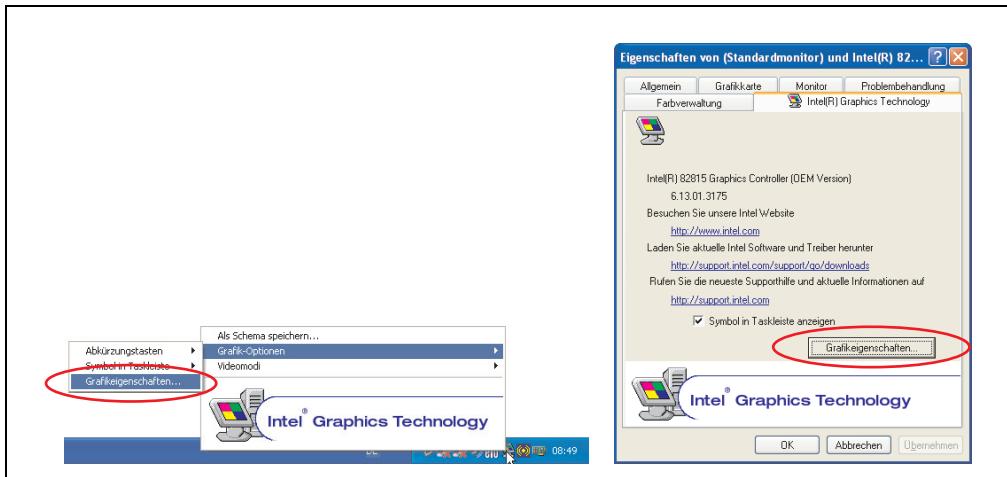 Als Schema speichern...
Abkürzungstasten
Grafik-Optionen
Symbol in Taskleiste
Videomodi
Grafikeigenschaften...
Intel® Graphics Technology
DE
08:49
Eigenschaften von (Standardmonitor) und Intel(R) 82...
Allgemein
Grafikkarte
Monitor
Problembehandlung
Farbverwaltung
Intel(R) Graphics Technology
Intel(R) 82815 Graphics Controller (OEM Version)
6.13.01.3175
Besuchen Sie unsere Intel Website
http://www.intel.com
Laden Sie aktuelle Intel Software und Treiber herunter
http://support.intel.com/support/go/downloads
Rufen Sie die neueste Supporthilfe und aktuelle Informationen auf
http://support.intel.com
Symbol in Taskleiste anzeigen
Grafikeigenschaften...
Intel® Graphics Technology
OK
Abbrechen
Übernehmen